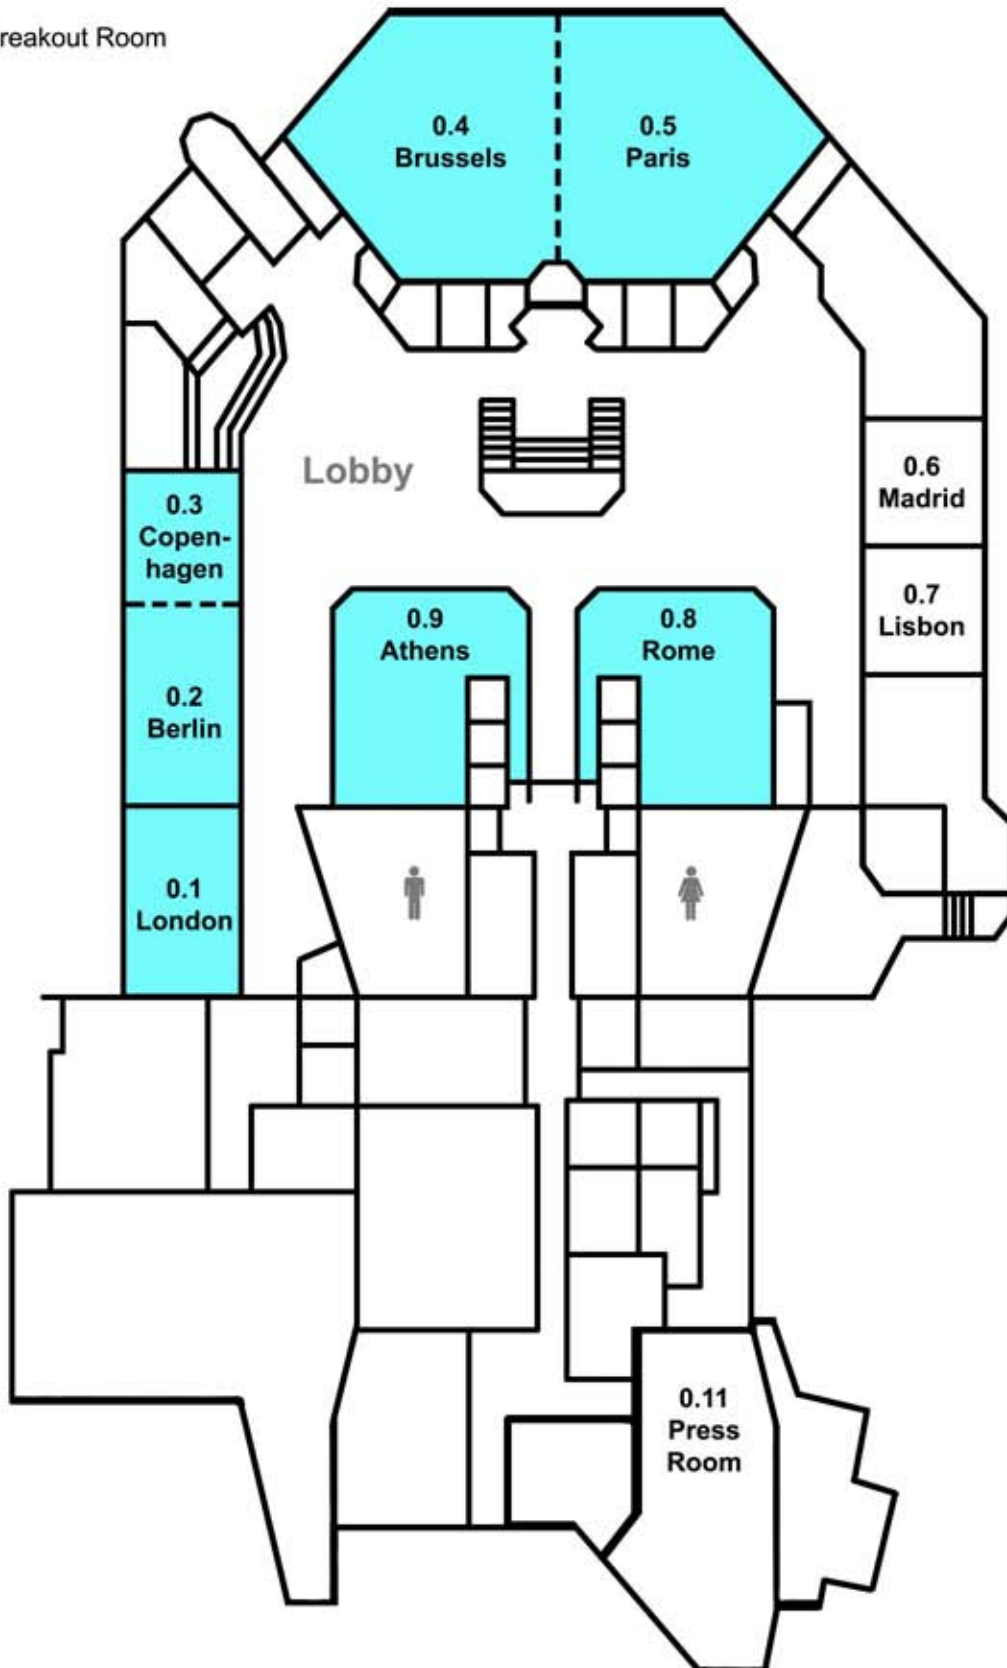 reakout Room
0.4
Brussels
0.5
Paris
Lobby
0.3
Copen-
hagen
0.6
Madrid
0.7
Lisbon
0.9
Athens
0.8
Rome
0.2
Berlin
0.1
London
0.11
Press
Room